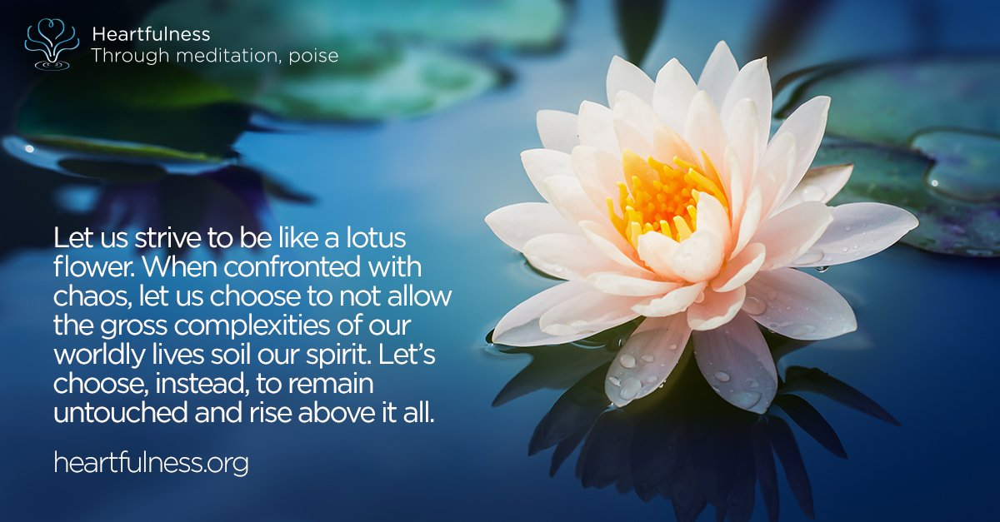 Heartfulness
Through meditation, poise
Let us strive to be like a lotus
flower. When confronted with
chaos, let us choose to not allow
the gross complexities of our
worldly lives soil our spirit. Let’s
choose, instead, to remain
untouched and rise above it all.
heartfulness.org